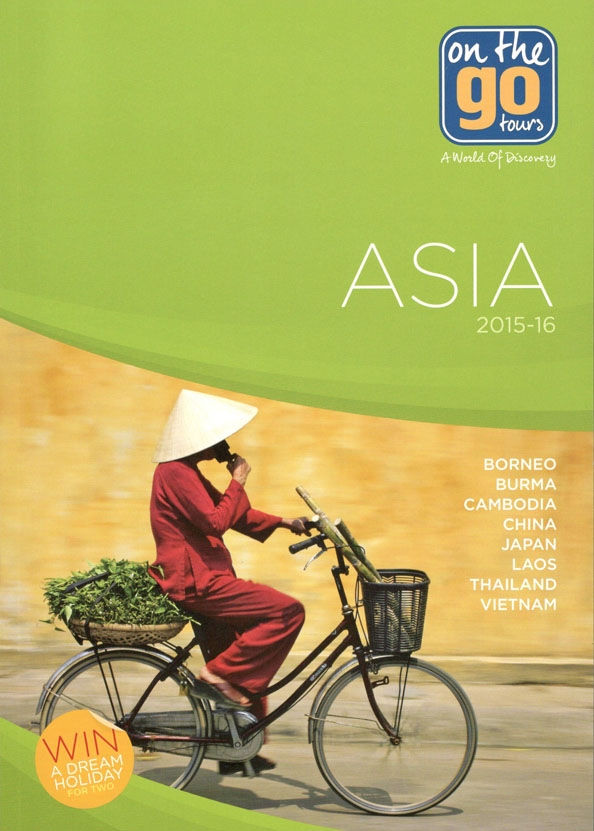 on the
go
tours
A World Of Discovery
ASIA
2015-16
BORNEO
BURMA
CAMBODIA
CHINA
JAPAN
LAOS
THAILAND
VIETNAM
WIN
A DREAM
HOLIDAY
FOR TWO